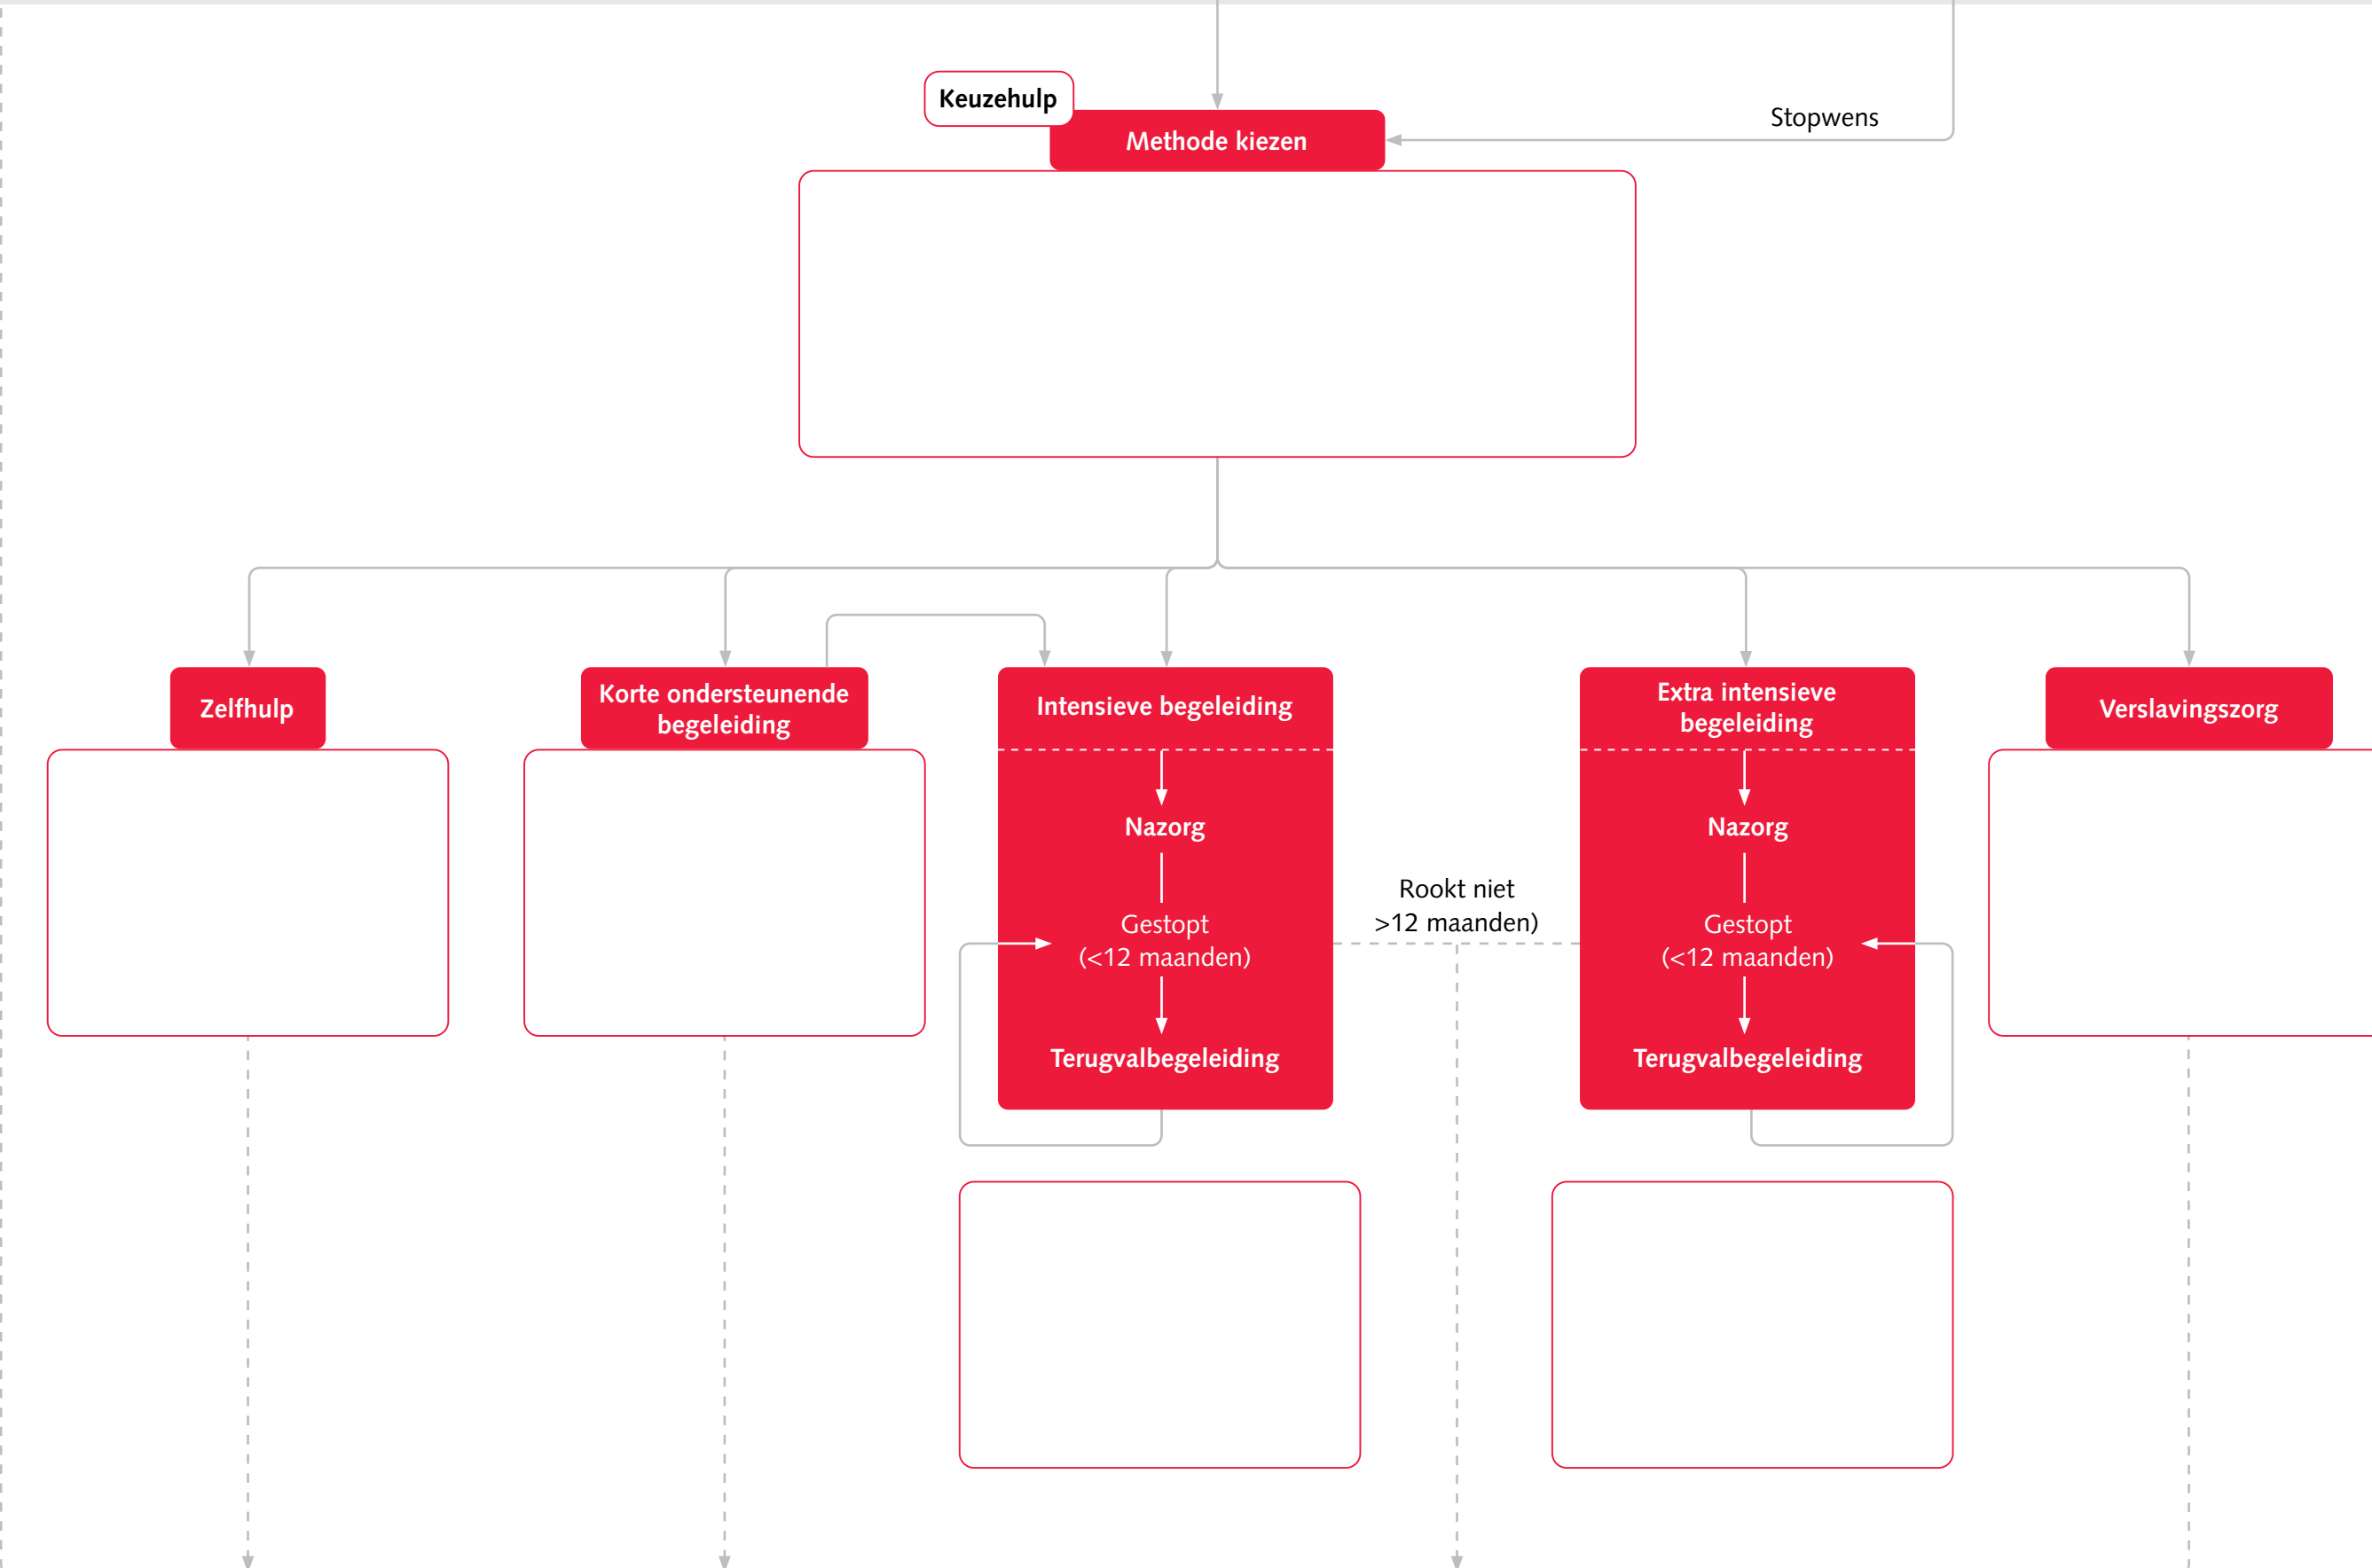 Keuzehulp
Methode kiezen
Stopwens
Zelfhulp
Korte ondersteunende
begeleiding
Intensieve begeleiding
Nazorg
Gestopt
(<12 maanden)
Terugvalbegeleiding
Rookt niet
>12 maanden)
Extra intensieve
begeleiding
Nazorg
Gestopt
(<12 maanden)
Terugvalbegeleiding
Verslavingszorg